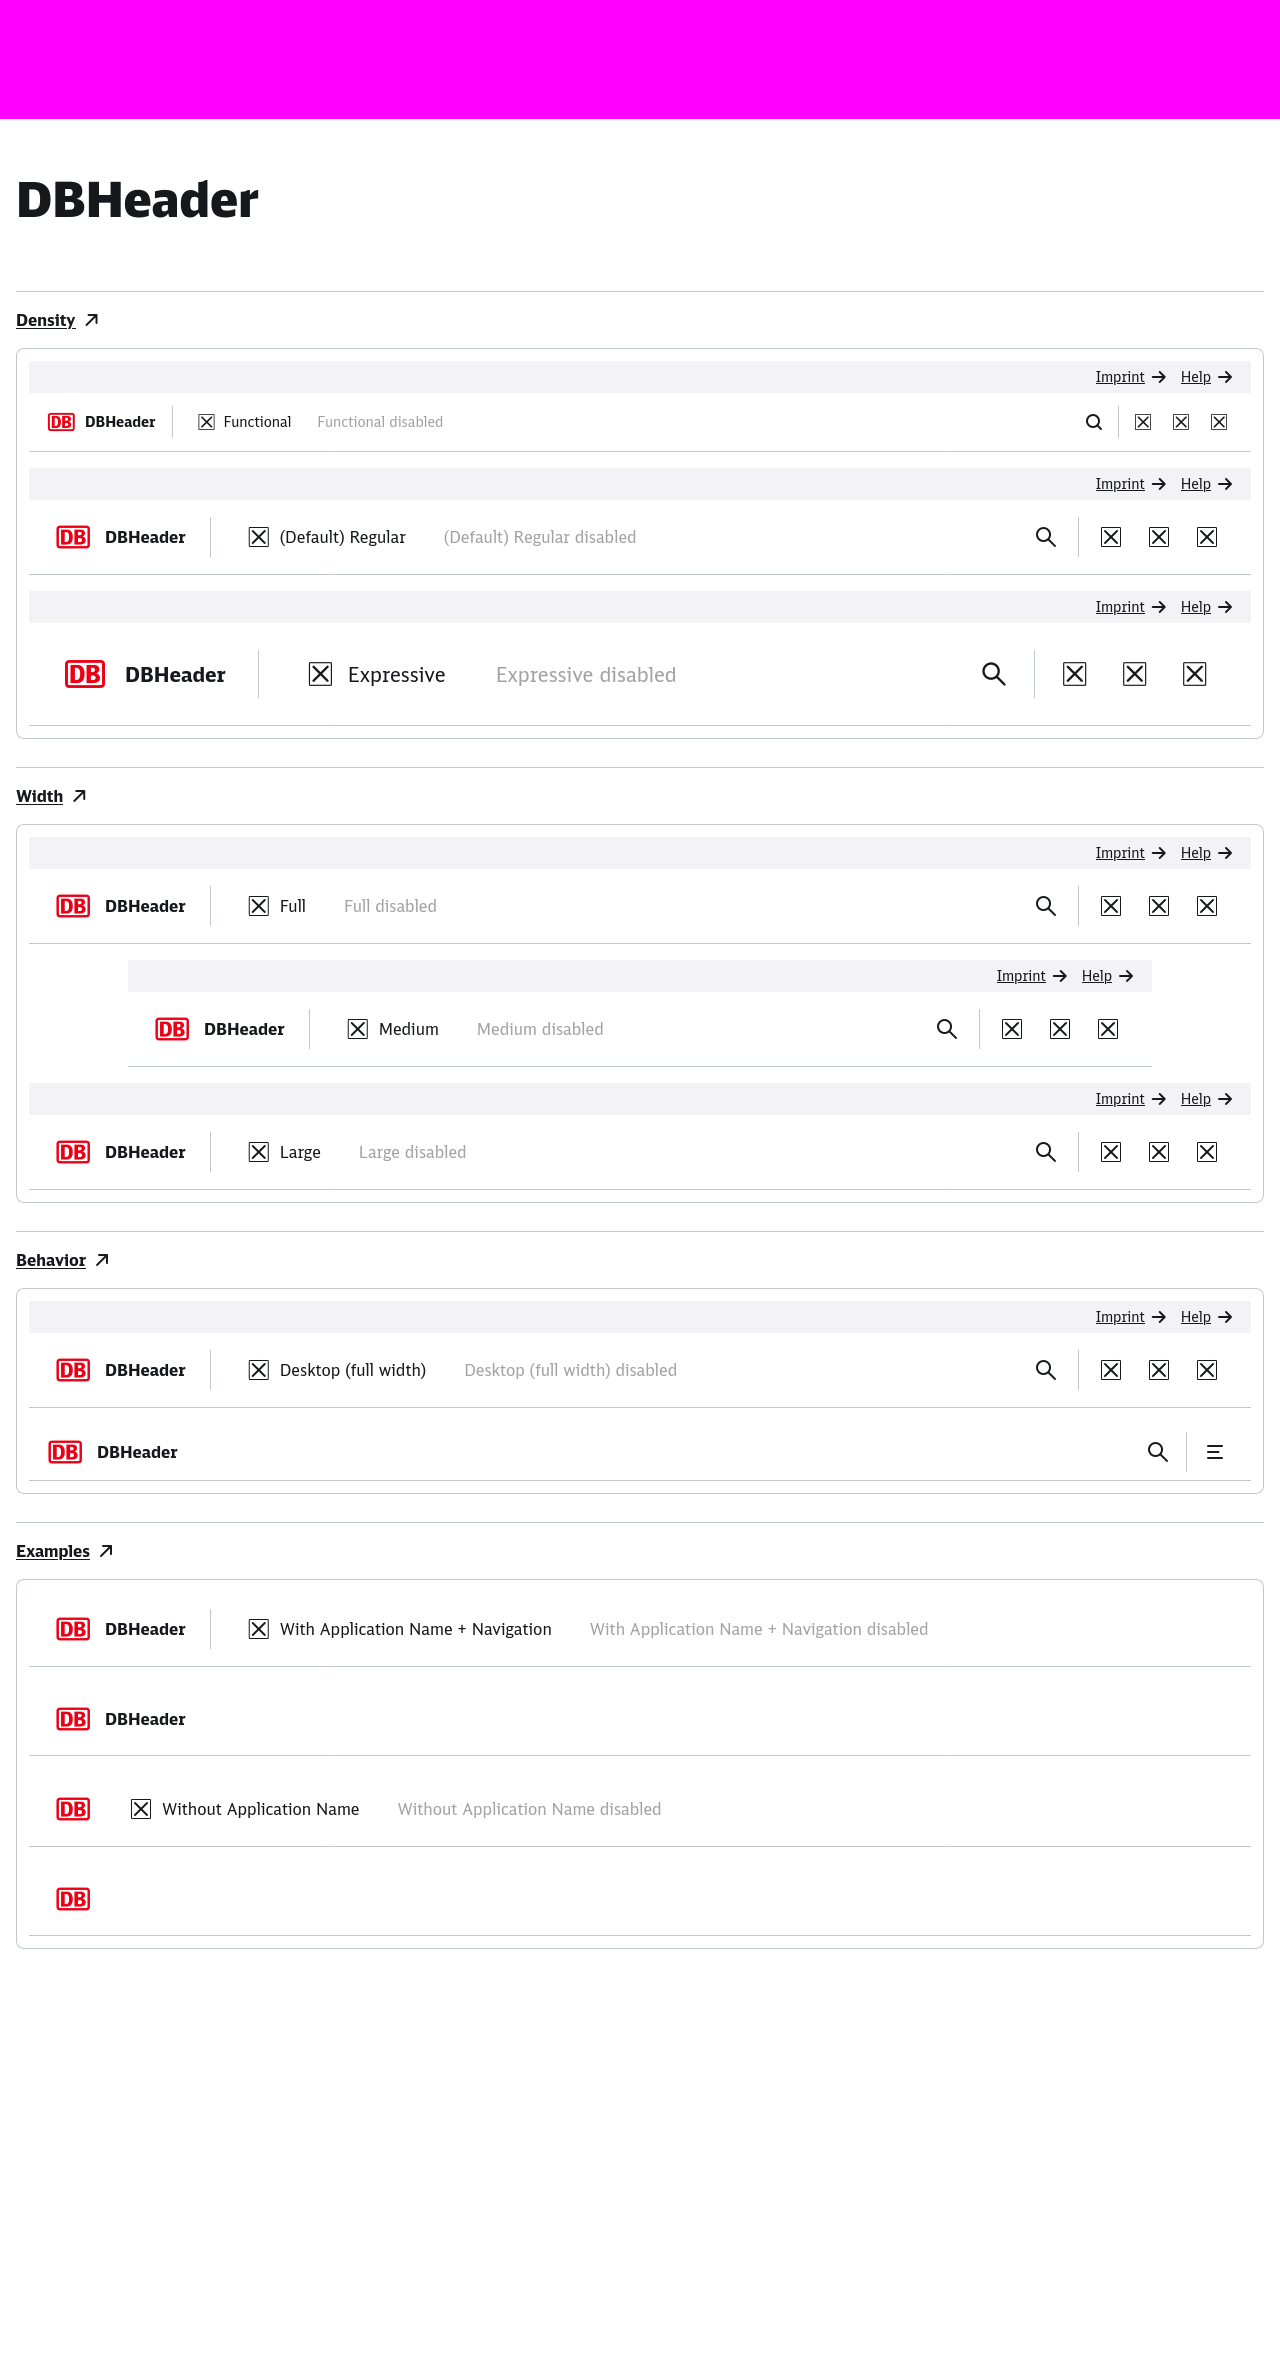 DBHeader
Density
Imprint Help
DB DBHeader Functional Functional disabled
Imprint Help
DB DBHeader (Default) Regular (Default) Regular disabled
Imprint Help
DB DBHeader Expressive Expressive disabled
Width
Imprint Help
DB DBHeader Full Full disabled
Imprint Help
DB DBHeader Medium Medium disabled
Imprint Help
DB DBHeader Large Large disabled
Behavior
Imprint Help
DB DBHeader Desktop (full width) Desktop (full width) disabled
DB DBHeader
Examples
DB DBHeader With Application Name + Navigation With Application Name + Navigation disabled
DB DBHeader
DB Without Application Name Without Application Name disabled
DB